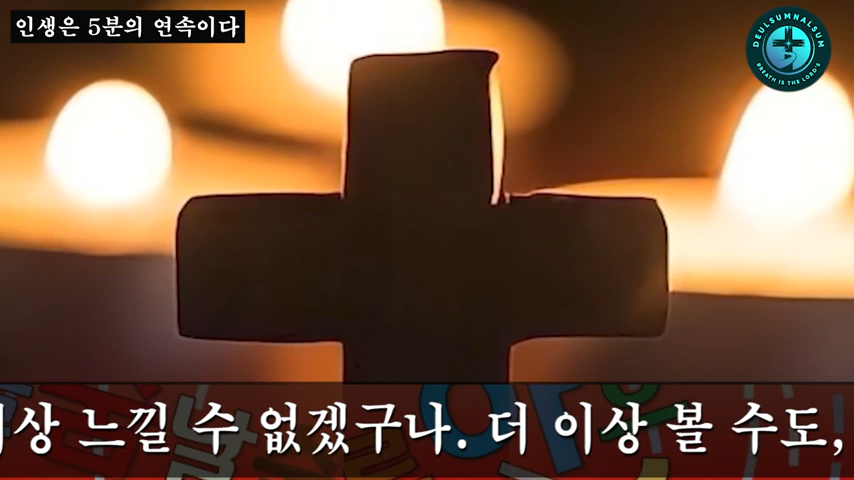 인생은 5분의 연속이다
DEULSUMNALSUM
BREATH IS THE LORD'S
이상 느낄 수 없겠구나. 더 이상 볼 수도,